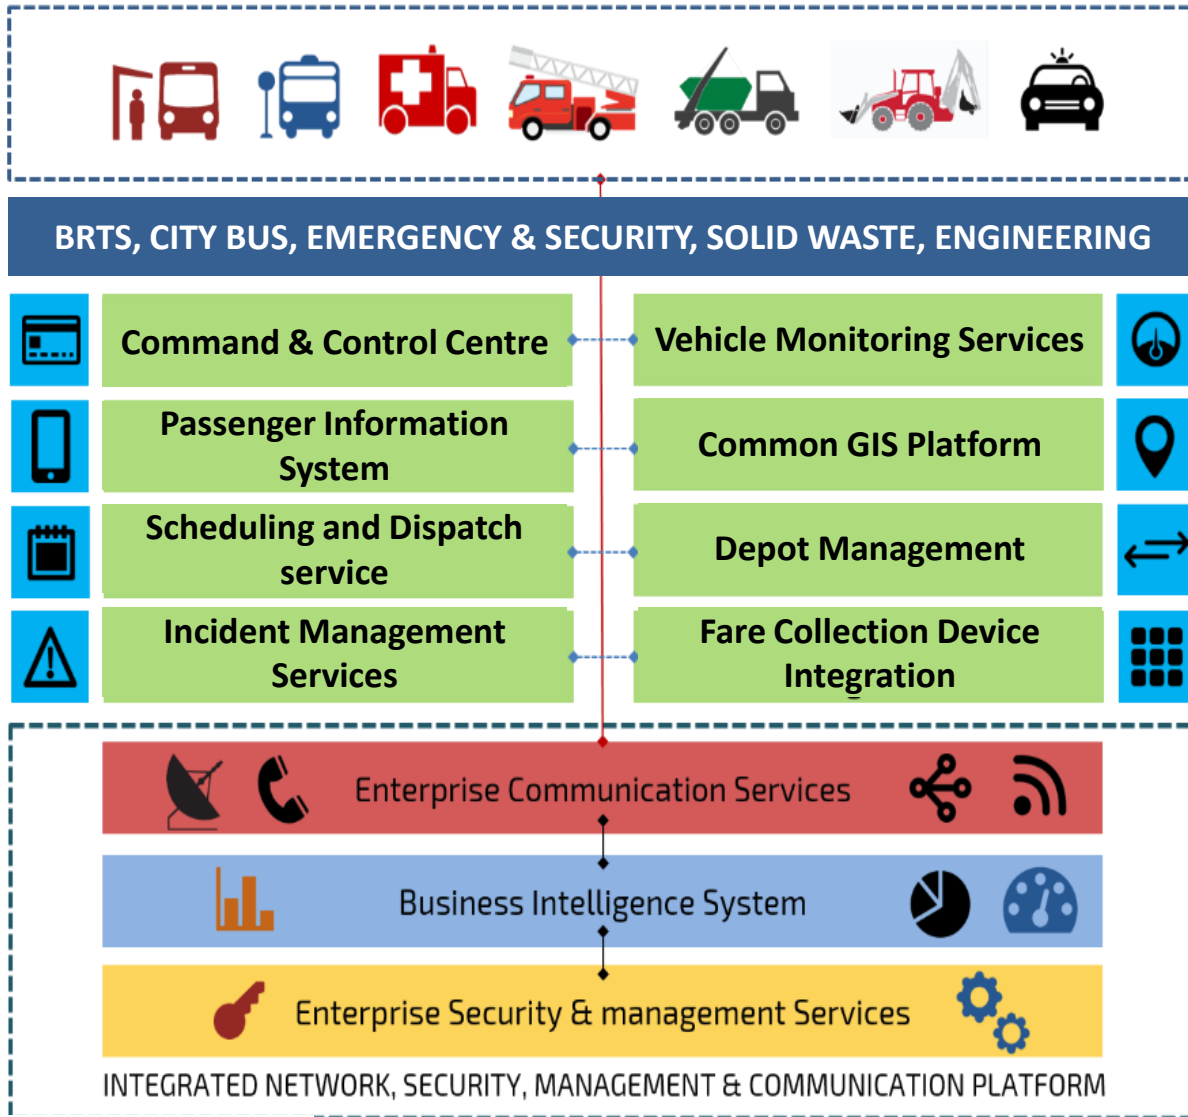 BRTS, CITY BUS, EMERGENCY & SECURITY, SOLID WASTE, ENGINEERING
Command & Control Centre
Vehicle Monitoring Services
Passenger Information
System
Common GIS Platform
Scheduling and Dispatch
service
Depot Management
Incident Management
Services
Fare Collection Device
Integration
Enterprise Communication Services
Business Intelligence System
Enterprise Security & management Services
INTEGRATED NETWORK, SECURITY, MANAGEMENT & COMMUNICATION PLATFORM